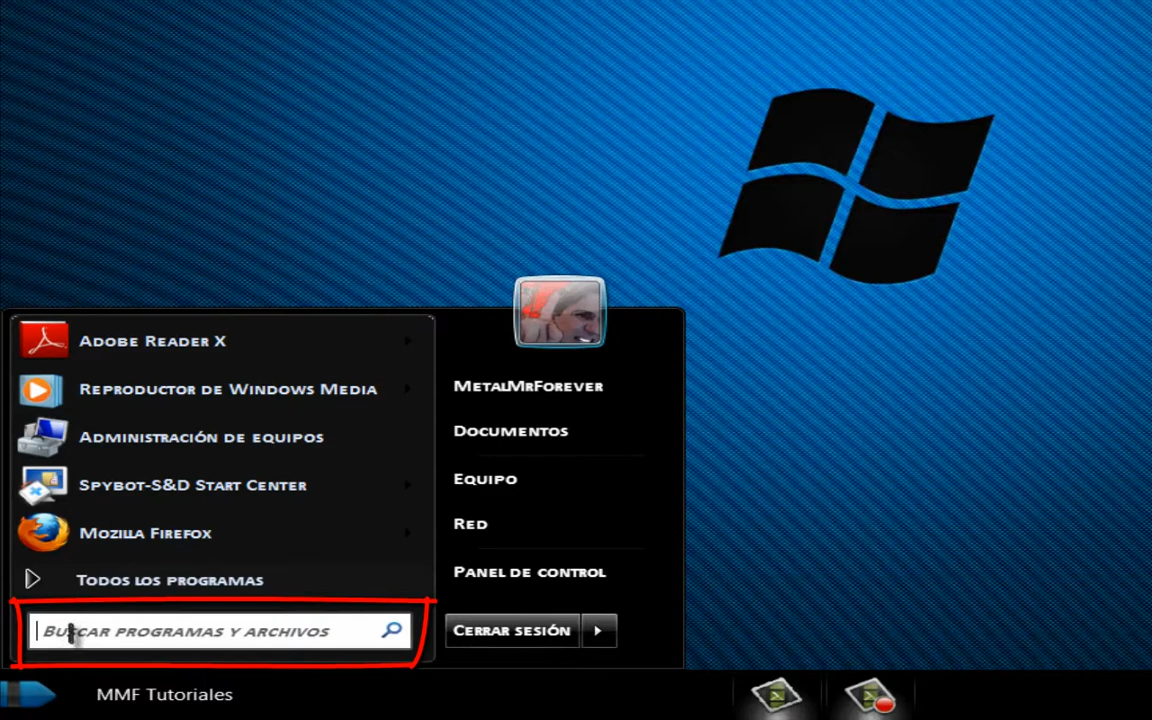 Adobe Reader X
Reproductor de Windows Media
Administración de equipos
Spybot-S&D Start Center
Mozilla Firefox
Todos los programas
Buscar programas y archivos
MetalMrForever
Documentos
Equipo
Red
Panel de control
Cerrar sesión
MMF Tutoriales